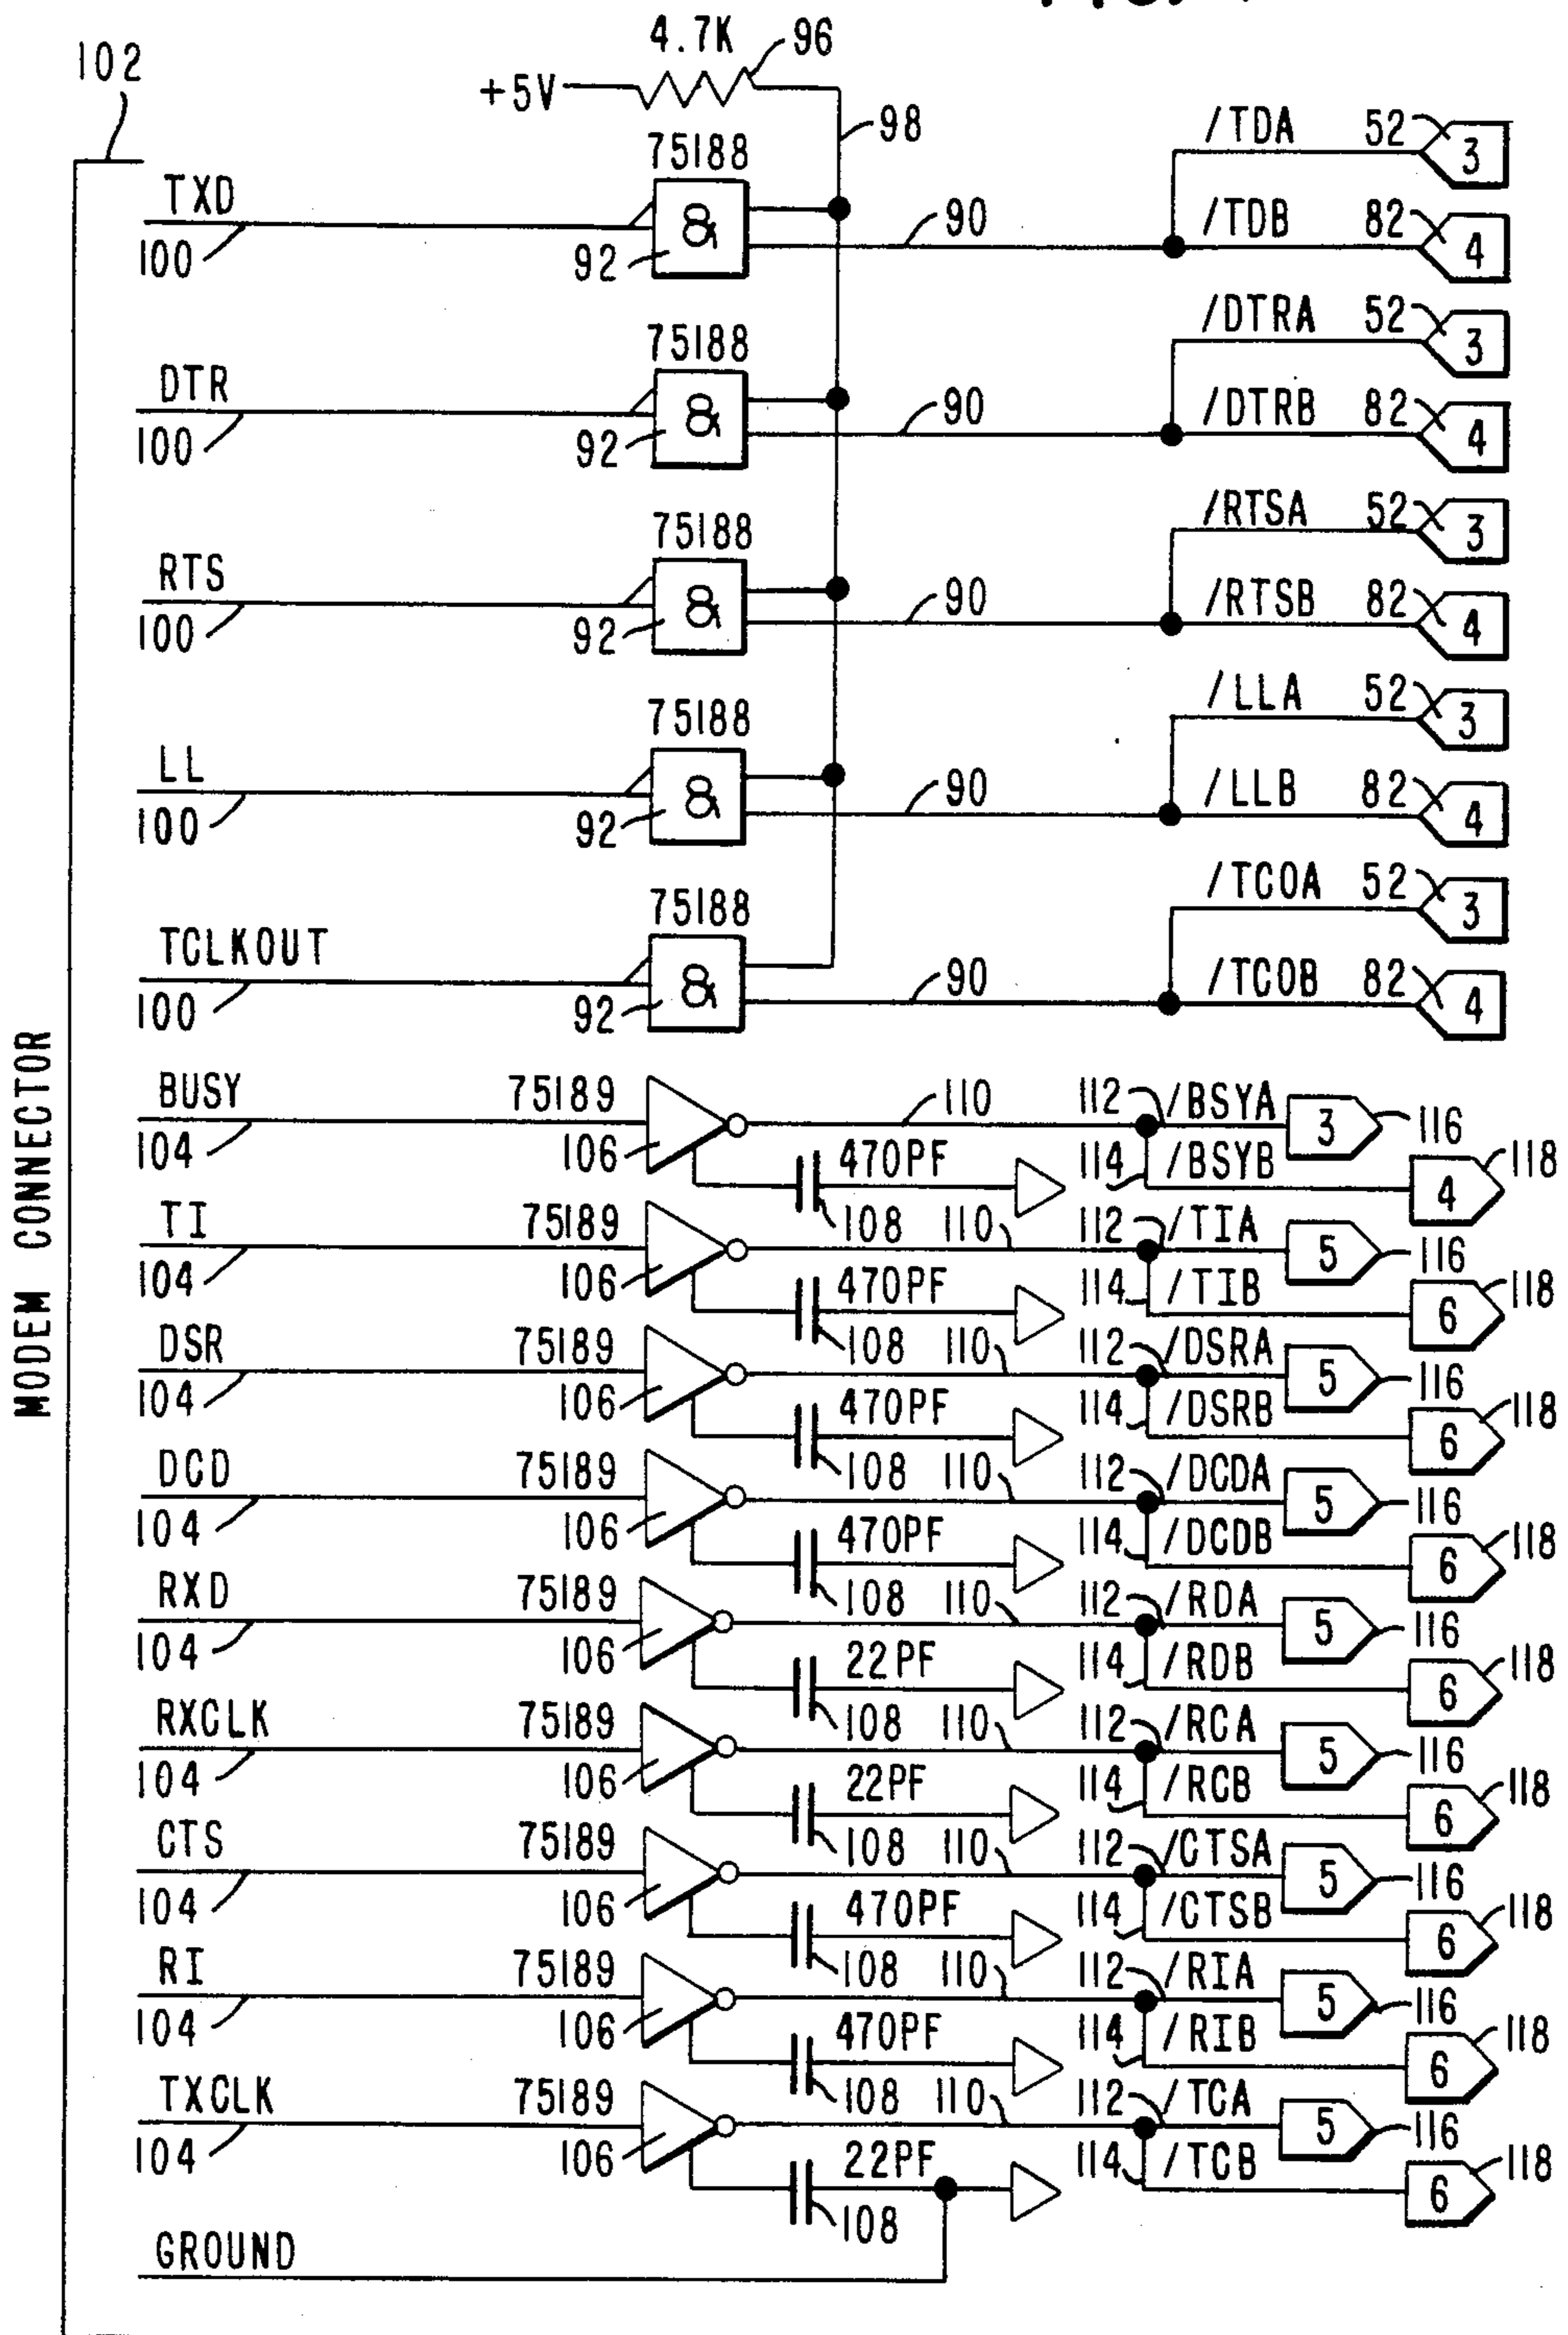 102
4.7K 96
+5V
98
75188
TXD
100
92
&
90
/TDA 52 3
/TDB 82 4
75188
DTR
100
92
&
90
/DTRA 52 3
/DTRB 82 4
75188
RTS
100
92
&
90
/RTSA 52 3
/RTSB 82 4
75188
LL
100
92
&
90
/LLA 52 3
/LLB 82 4
75188
TCLKOUT
100
92
&
90
/TCOA 52 3
/TCOB 82 4
MODEM CONNECTOR
BUSY 75189 110 112 /BSYA 3 116
104 106 470PF 108 114 /BSYB 4 118
TI 75189 110 112 /TIA 5 116
104 106 470PF 108 114 /TIB 6 118
DSR 75189 110 112 /DSRA 5 116
104 106 470PF 108 114 /DSRB 6 118
DCD 75189 110 112 /DCDA 5 116
104 106 470PF 108 114 /DCDB 6 118
RXD 75189 110 112 /RDA 5 116
104 106 22PF 108 114 /RDB 6 118
RXCLK 75189 110 112 /RCA 5 116
104 106 22PF 108 114 /RCB 6 118
CTS 75189 110 112 /CTSA 5 116
104 106 470PF 108 114 /CTSB 6 118
RI 75189 110 112 /RIA 5 116
104 106 470PF 108 114 /RIB 6 118
TXCLK 75189 110 112 /TCA 5 116
104 106 22PF 108 114 /TCB 6 118
GROUND